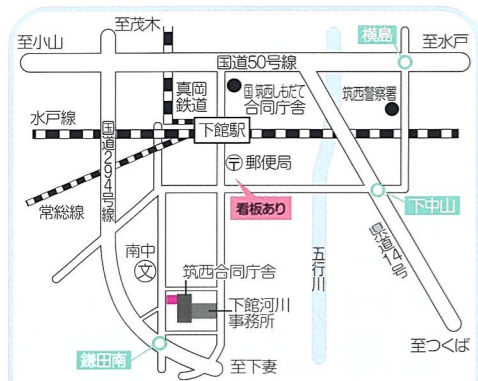 至茂木
至小山
至水戸
横島
国道50号線
真岡
鉄道
国 筑西しもだて
合同庁舎
筑西警察署
水戸線
下館駅
国道294号線
〒郵便局
常総線
看板あり
下中山
県道14号
五行川
南中
文
筑西合同庁舎
下館河川
事務所
鎌田南
至下妻
至つくば